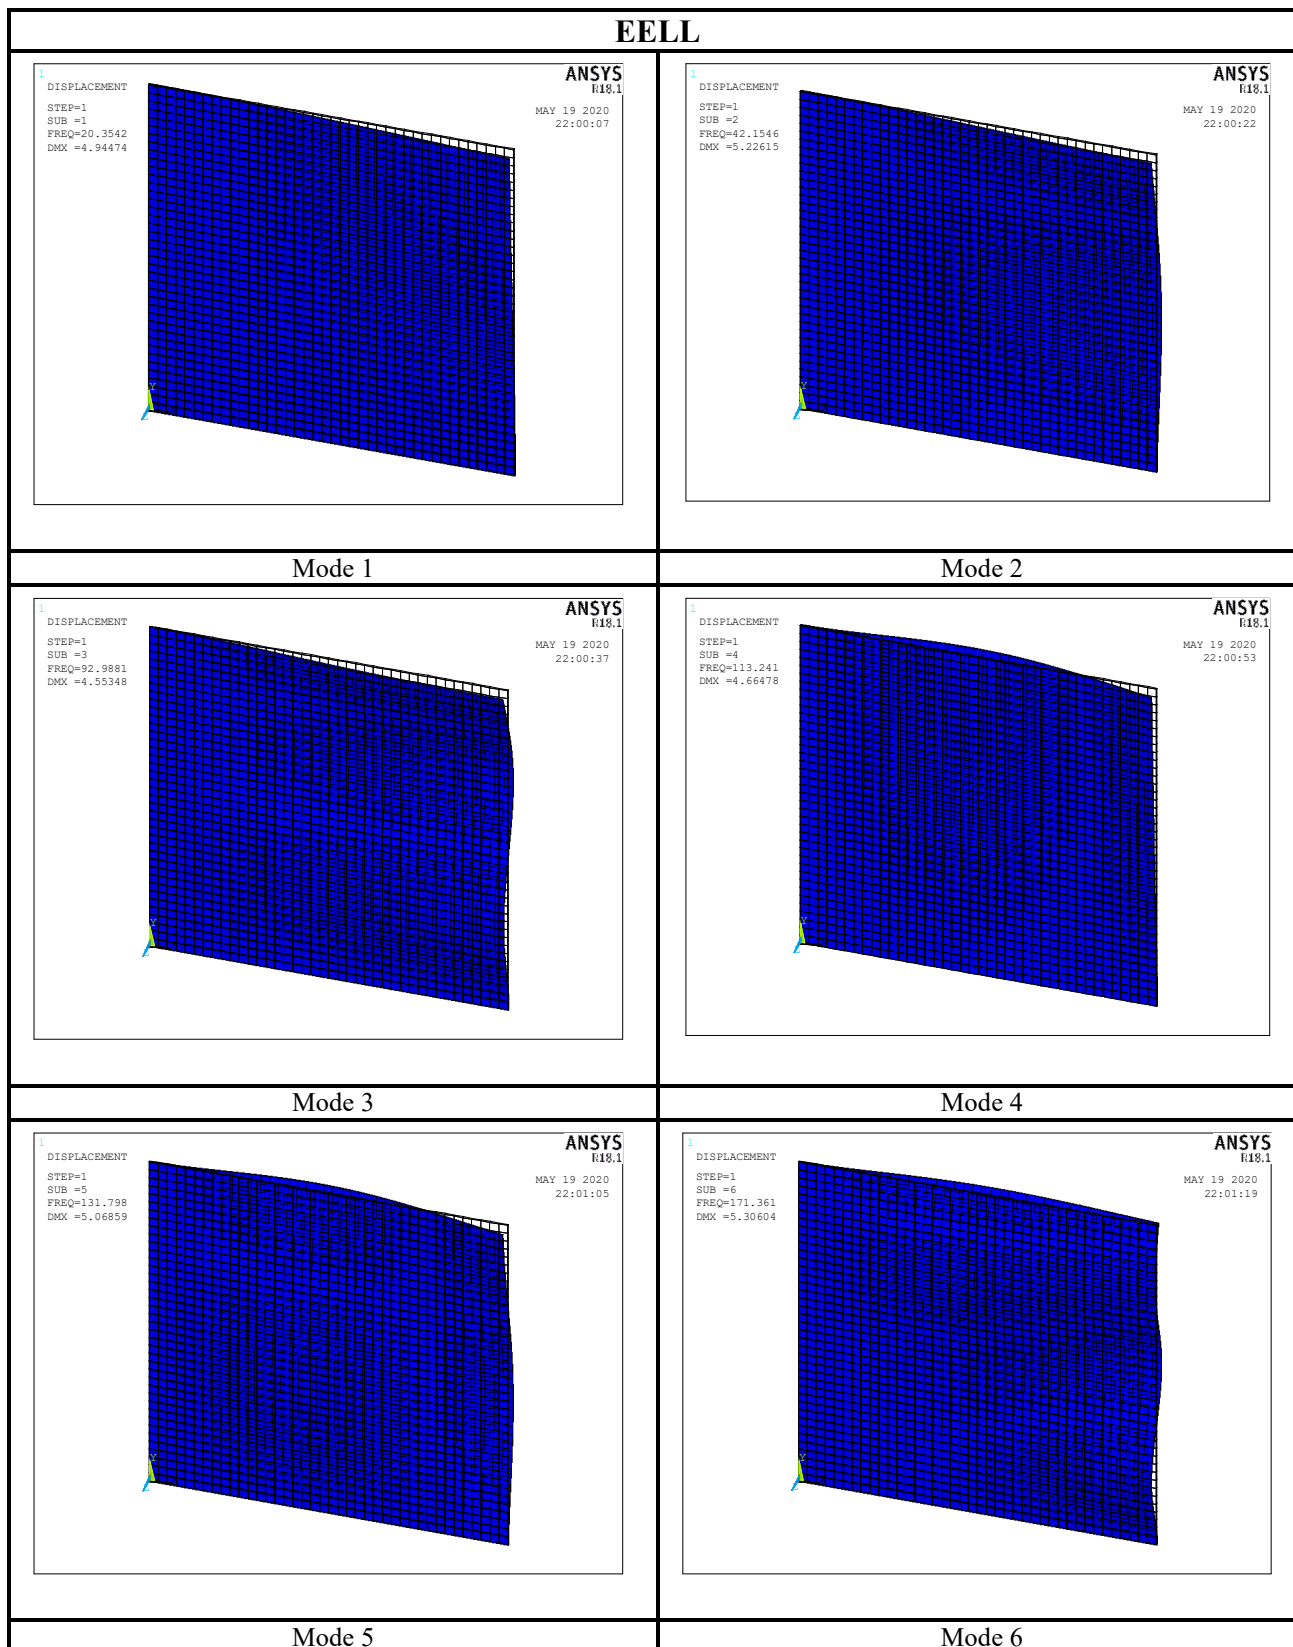 EELL
1
DISPLACEMENT
STEP=1
SUB =1
FREQ=20.3542
DMX =4.94474
ANSYS
R18.1
MAY 19 2020
22:00:07
Y
Z
1
DISPLACEMENT
STEP=1
SUB =2
FREQ=42.1546
DMX =5.22615
ANSYS
R18.1
MAY 19 2020
22:00:22
Y
Z
Mode 1
Mode 2
1
DISPLACEMENT
STEP=1
SUB =3
FREQ=92.9881
DMX =4.55348
ANSYS
R18.1
MAY 19 2020
22:00:37
Y
Z
1
DISPLACEMENT
STEP=1
SUB =4
FREQ=113.241
DMX =4.66478
ANSYS
R18.1
MAY 19 2020
22:00:53
Y
Z
Mode 3
Mode 4
1
DISPLACEMENT
STEP=1
SUB =5
FREQ=131.798
DMX =5.06859
ANSYS
R18.1
MAY 19 2020
22:01:05
Y
Z
1
DISPLACEMENT
STEP=1
SUB =6
FREQ=171.361
DMX =5.30604
ANSYS
R18.1
MAY 19 2020
22:01:19
Y
Z
Mode 5
Mode 6